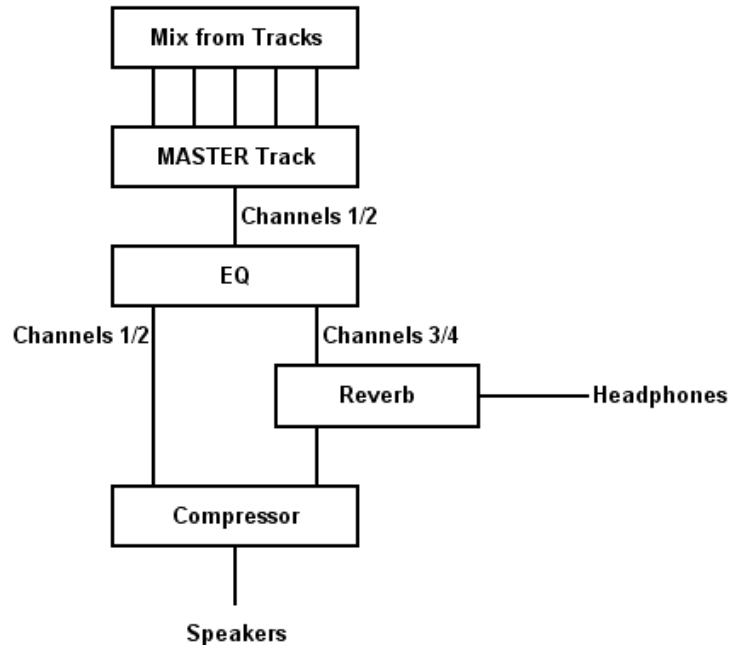 Mix from Tracks
MASTER Track
Channels 1/2
EQ
Channels 1/2
Channels 3/4
Reverb
Headphones
Compressor
Speakers